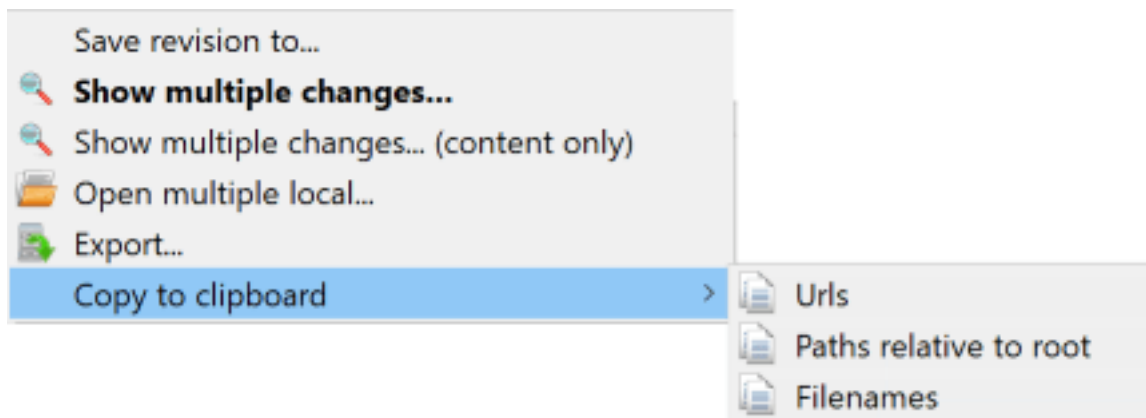 Save revision to...
Show multiple changes...
Show multiple changes... (content only)
Open multiple local...
Export...
Copy to clipboard
Urls
Paths relative to root
Filenames